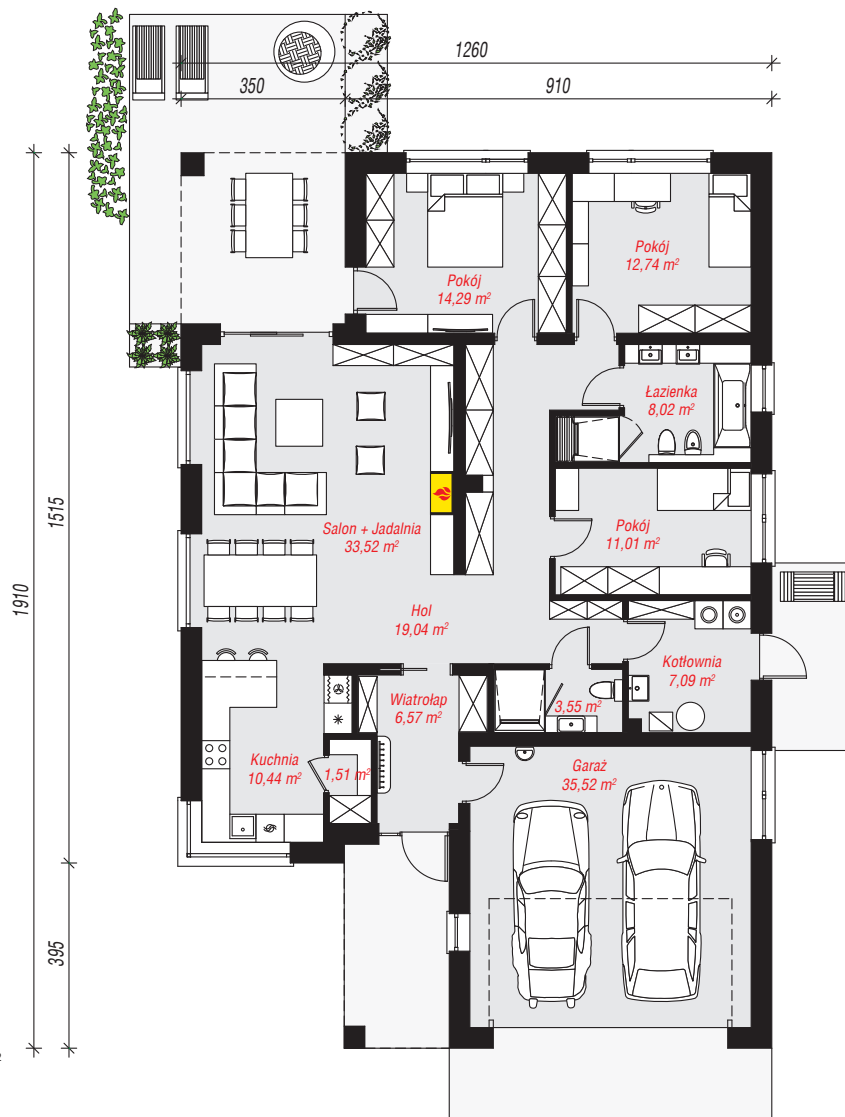 1260
350
910
Pokój
12,74 m²
Pokój
14,29 m²
Łazienka
8,02 m²
1515
Salon + Jadalnia
33,52 m²
Pokój
11,01 m²
1910
Hol
19,04 m²
Kotłownia
7,09 m²
Wiatrołap
6,57 m²
3,55 m²
Kuchnia
10,44 m²
1,51 m²
Garaż
35,52 m²
395
²